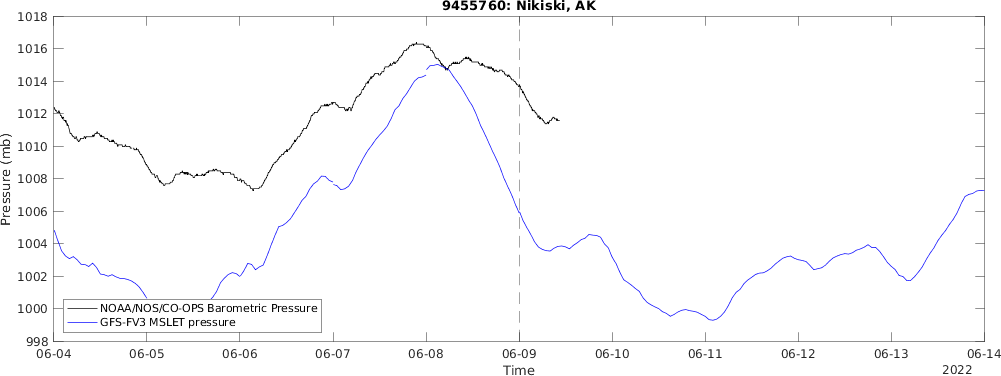 9455760: Nikiski, AK
Pressure (mb)
1018
1016
1014
1012
1010
1008
1006
1004
1002
1000
998
NOAA/NOS/CO-OPS Barometric Pressure
GFS-FV3 MSLET pressure
06-04 06-05 06-06 06-07 06-08 06-09 06-10 06-11 06-12 06-13 06-14
Time
2022